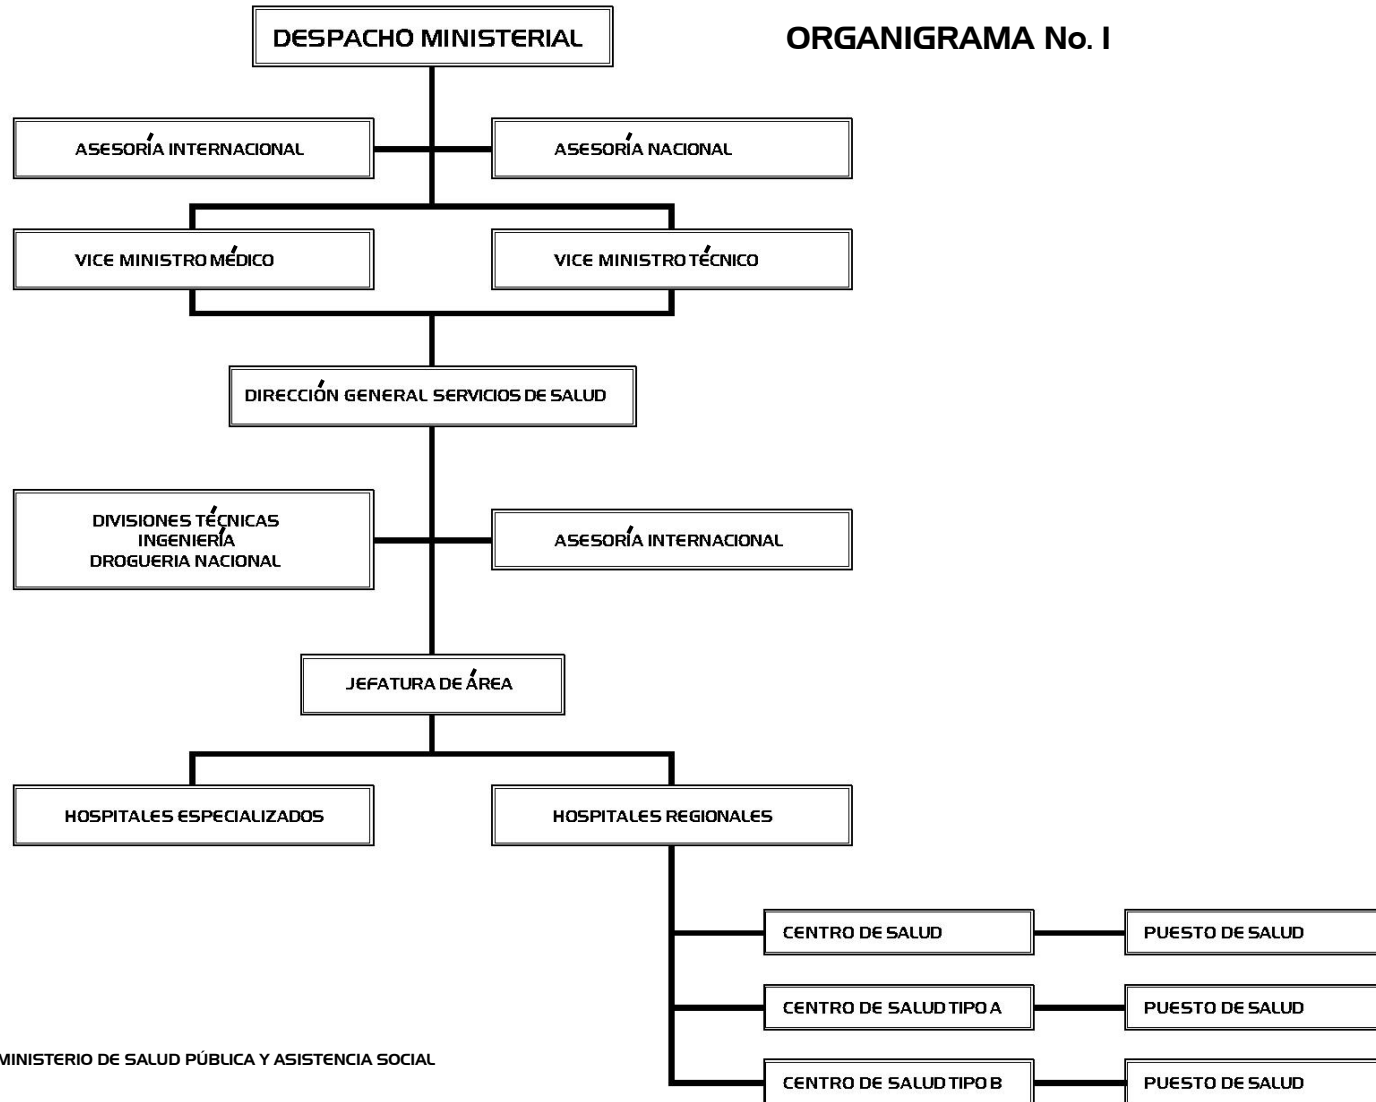 DESPACHO MINISTERIAL
ORGANIGRAMA No. I
ASESORÍA INTERNACIONAL
ASESORÍA NACIONAL
VICE MINISTRO MÉDICO
VICE MINISTRO TÉCNICO
DIRECCIÓN GENERAL SERVICIOS DE SALUD
DIVISIONES TÉCNICAS
INGENIERÍA
DROGUERIA NACIONAL
ASESORÍA INTERNACIONAL
JEFATURA DE ÁREA
HOSPITALES ESPECIALIZADOS
HOSPITALES REGIONALES
CENTRO DE SALUD
PUESTO DE SALUD
CENTRO DE SALUD TIPO A
PUESTO DE SALUD
MINISTERIO DE SALUD PÚBLICA Y ASISTENCIA SOCIAL
CENTRO DE SALUD TIPO B
PUESTO DE SALUD